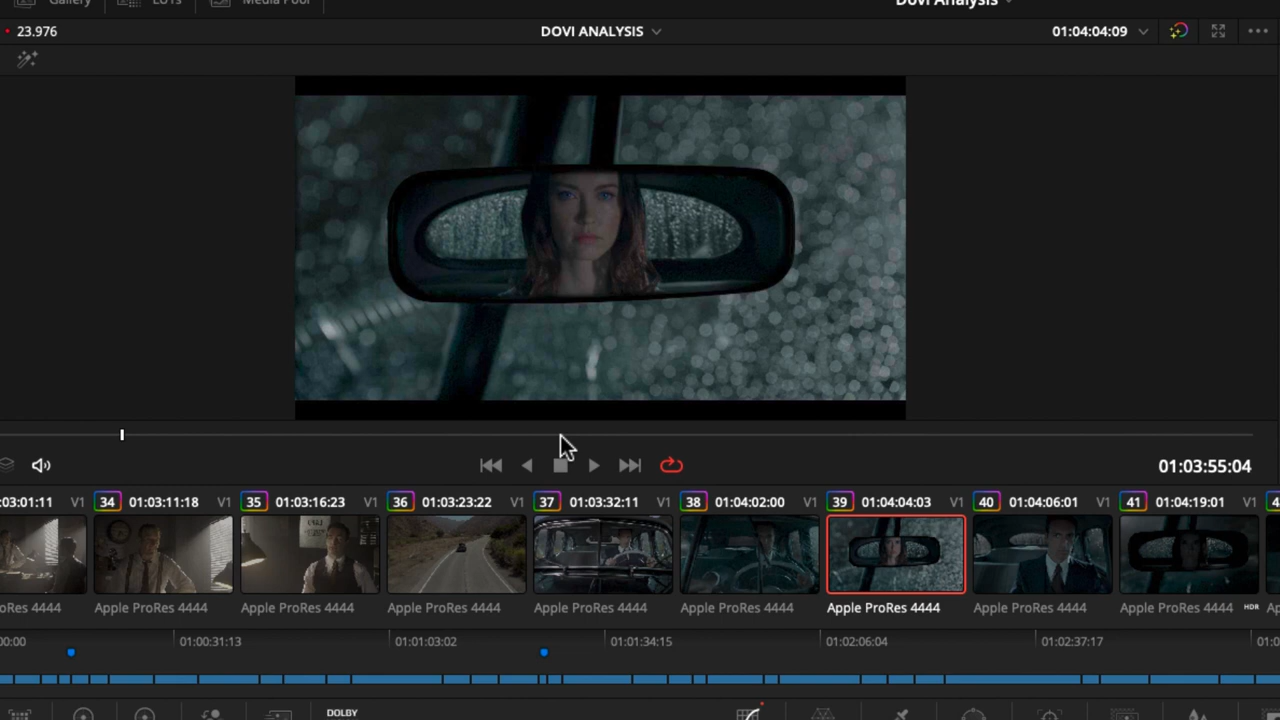 Gallery LUTs Media Pool Dovi Analysis
23.976 DOVI ANALYSIS 01:04:04:09
01:03:55:04
:03:01:11 V1 34 01:03:11:18 V1 35 01:03:16:23 V1 36 01:03:23:22 V1 37 01:03:32:11 V1 38 01:04:02:00 V1 39 01:04:04:03 V1 40 01:04:06:01 V1 41 01:04:19:01 V1 4
oRes 4444 Apple ProRes 4444 Apple ProRes 4444 Apple ProRes 4444 Apple ProRes 4444 Apple ProRes 4444 Apple ProRes 4444 Apple ProRes 4444 Apple ProRes 4444 HDR Ap
00:00 01:00:31:13 01:01:03:02 01:01:34:15 01:02:06:04 01:02:37:17 01:0
DOLBY